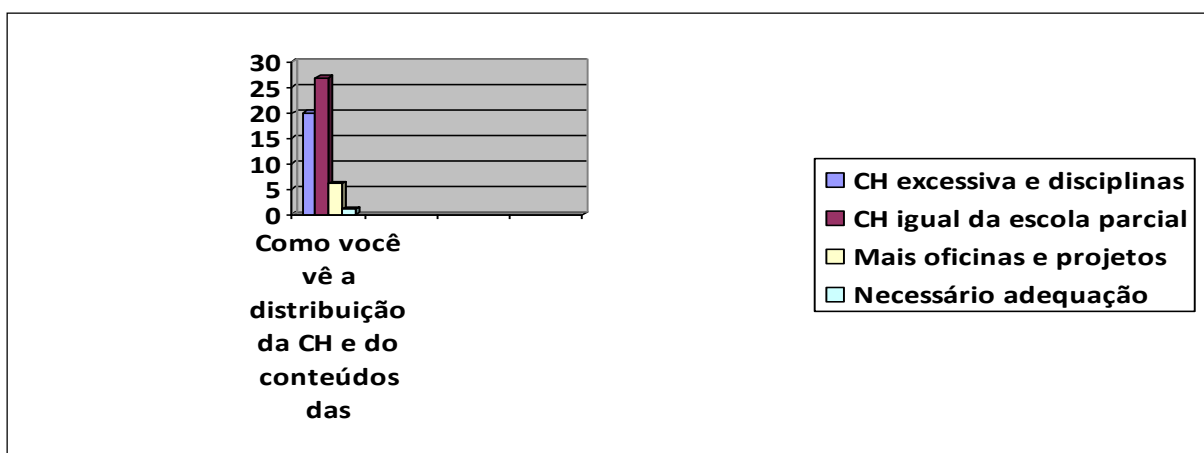 30
25
20
15
10
5
0
Como você
vê a
distribuição
da CH e do
conteúdos
das
CH excessiva e disciplinas
CH igual da escola parcial
Mais oficinas e projetos
Necessário adequação